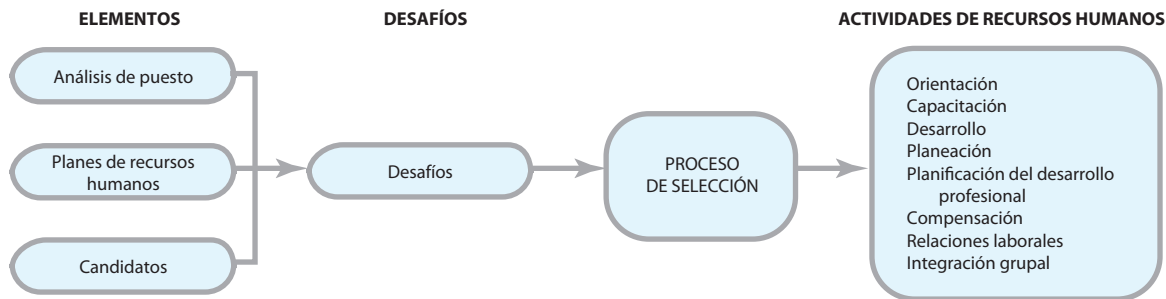 ELEMENTOS
DESAFÍOS
ACTIVIDADES DE RECURSOS HUMANOS
Análisis de puesto
Planes de recursos
humanos
Candidatos
Desafíos
PROCESO
DE SELECCIÓN
Orientación
Capacitación
Desarrollo
Planeación
Planificación del desarrollo
profesional
Compensación
Relaciones laborales
Integración grupal